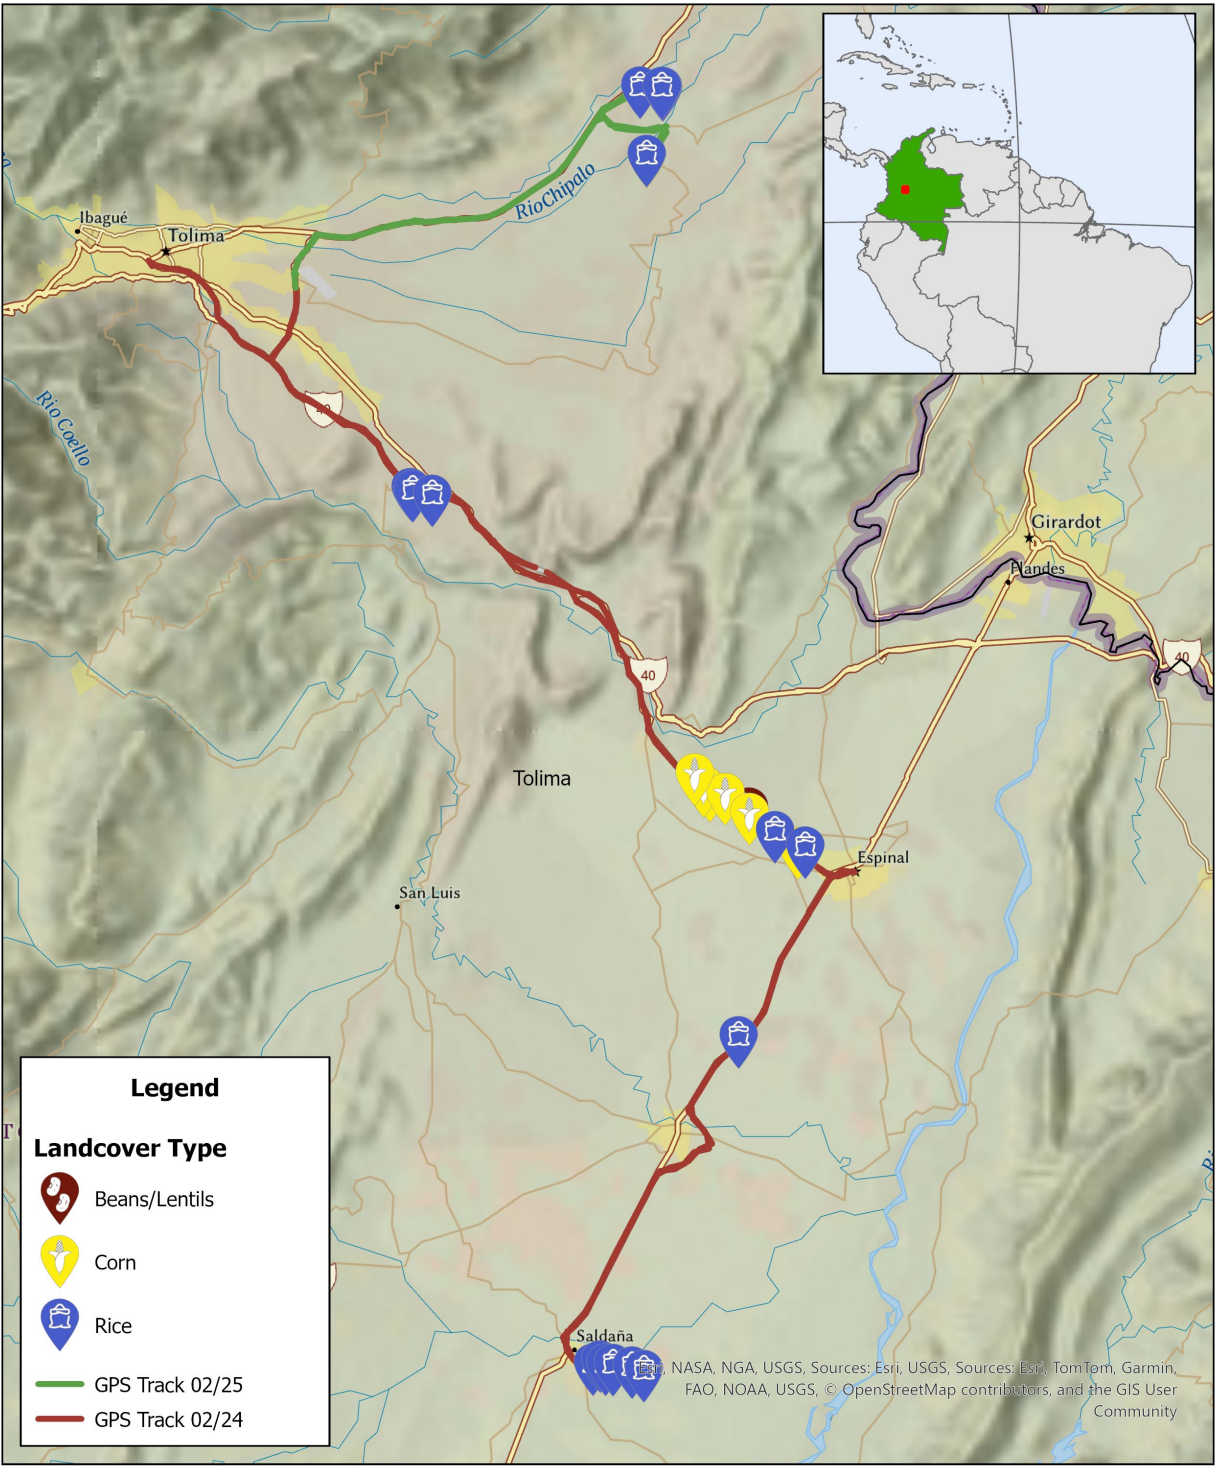 Ibagué
Tolima
RioChipalo
Rio Coello
Girardot
Flandes
40
40
Tolima
Espinal
San Luis
Saldaña
Legend
Landcover Type
Beans/Lentils
Corn
Rice
GPS Track 02/25
GPS Track 02/24
Esri, NASA, NGA, USGS, Sources: Esri, USGS, Sources: Esri, TomTom, Garmin,
FAO, NOAA, USGS, © OpenStreetMap contributors, and the GIS User
Community